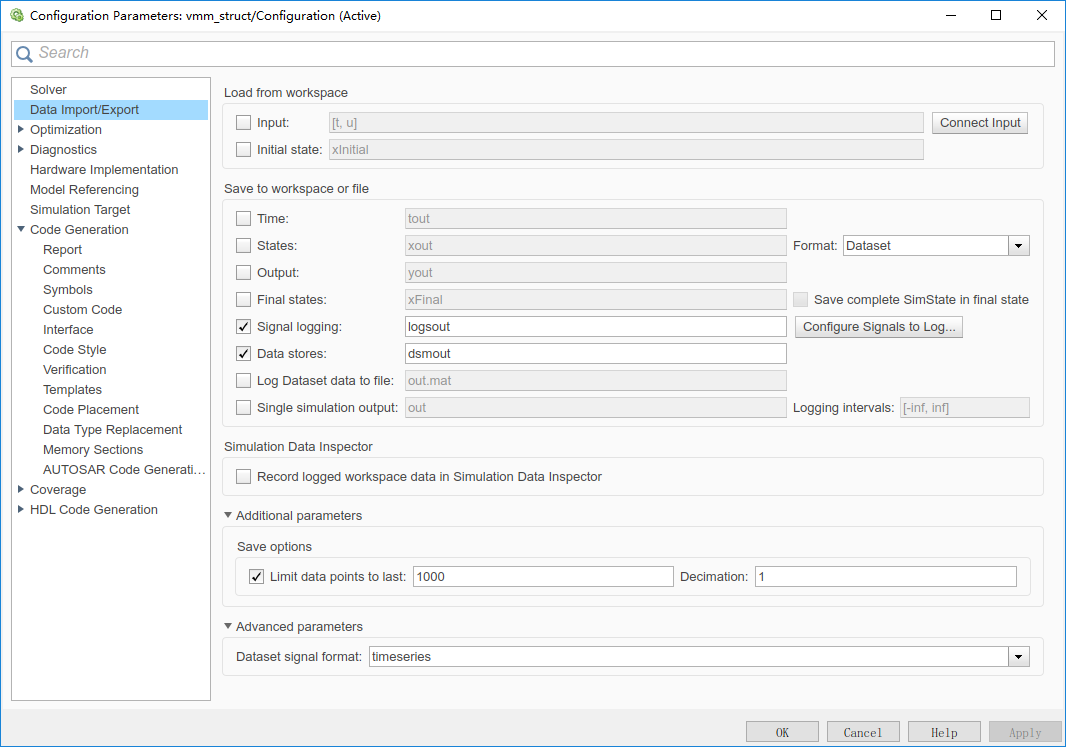 Configuration Parameters: vmm_struct/Configuration (Active)
Search
Solver
Data Import/Export
Optimization
Diagnostics
Hardware Implementation
Model Referencing
Simulation Target
Code Generation
Report
Comments
Symbols
Custom Code
Interface
Code Style
Verification
Templates
Code Placement
Data Type Replacement
Memory Sections
AUTOSAR Code Generati...
Coverage
HDL Code Generation
Load from workspace
Input: [t, u] Connect Input
Initial state: xInitial
Save to workspace or file
Time: tout
States: xout Format: Dataset
Output: yout
Final states: xFinal Save complete SimState in final state
Signal logging: logsout Configure Signals to Log...
Data stores: dsmout
Log Dataset data to file: out.mat
Single simulation output: out Logging intervals: [-inf, inf]
Simulation Data Inspector
Record logged workspace data in Simulation Data Inspector
Additional parameters
Save options
Limit data points to last: 1000 Decimation: 1
Advanced parameters
Dataset signal format: timeseries
OK Cancel Help Apply